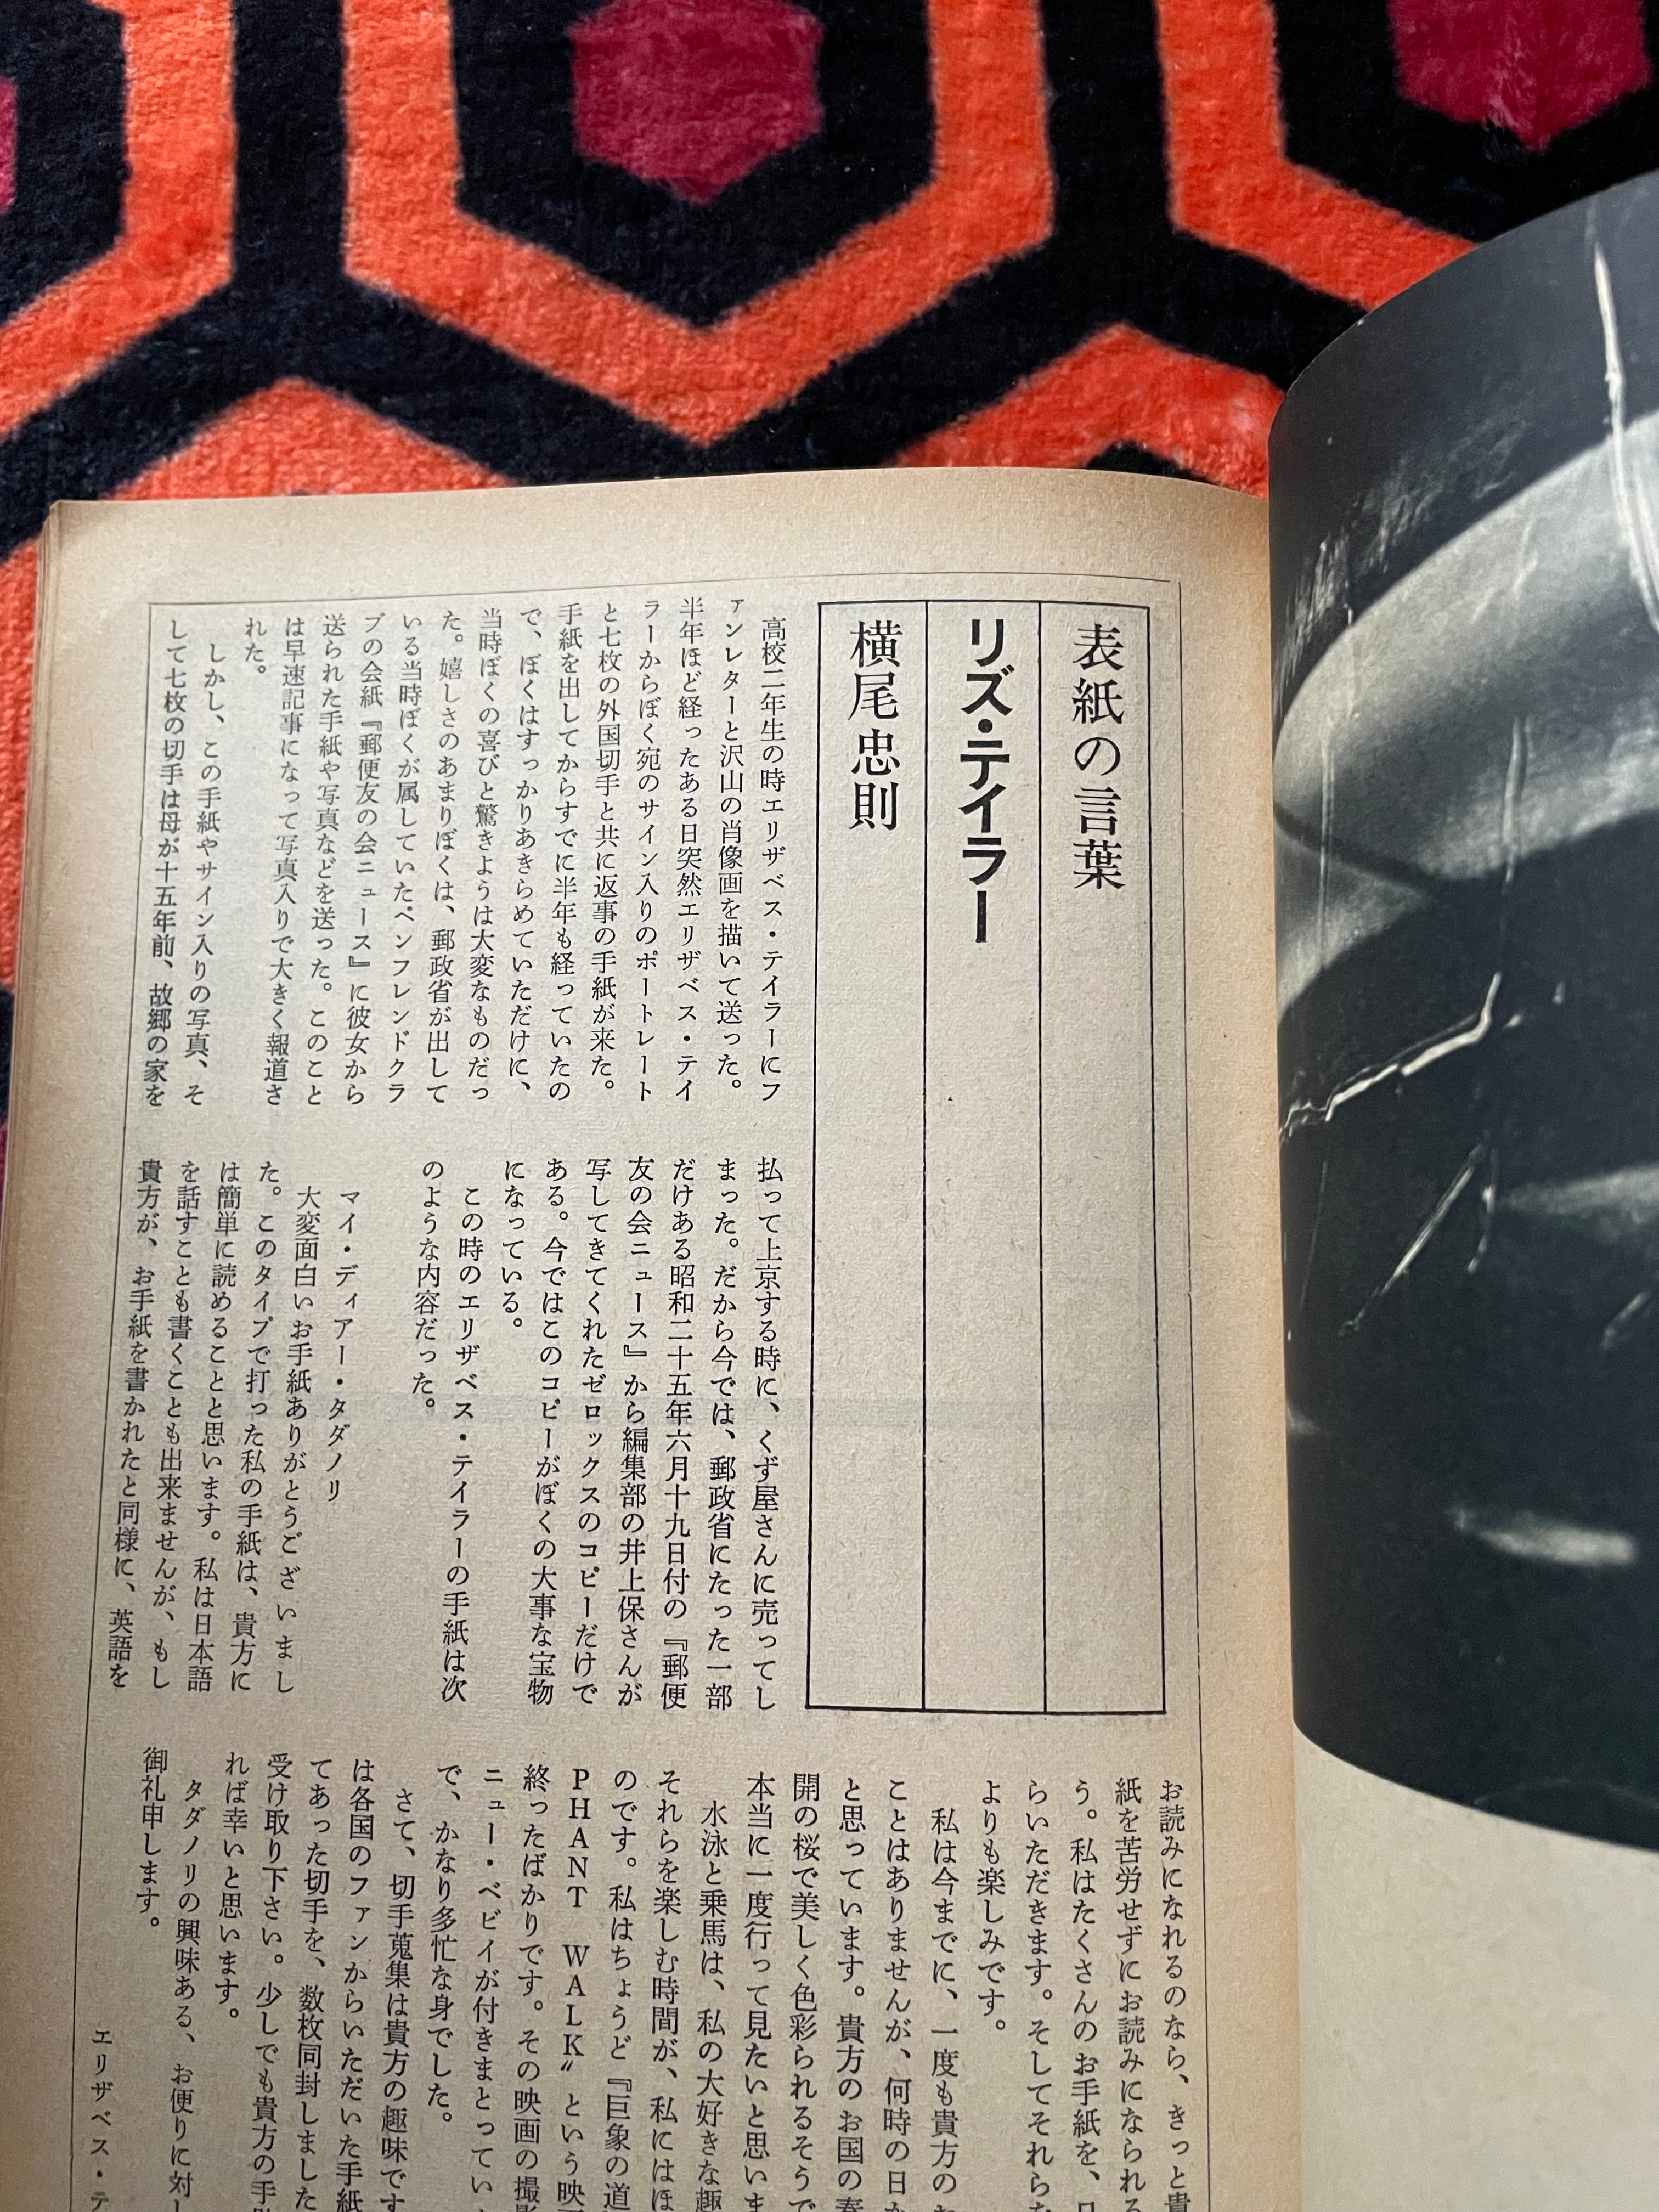 表紙の言葉
リズ・テイラー
横尾忠則
高校二年生の時エリザベス・テイラーにフ
ァンレターと沢山の肖像画を描いて送った。
半年ほど経ったある日突然エリザベス・テイ
ラーからぼく宛のサイン入りのポートレート
と七枚の外国切手と共に返事の手紙が来た。
手紙を出してからすでに半年も経っていたの
で、ぼくはすっかりあきらめていただけに、
当時ぼくの喜びと驚きようは大変なものだっ
た。嬉しさのあまりぼくは、郵政省が出して
いる当時ぼくが属していたペンフレンドクラ
ブの会紙『郵便友の会ニュース』に彼女から
送られた手紙や写真などを送った。このこと
は早速記事になって写真入りで大きく報道さ
れた。
しかし、この手紙やサイン入りの写真、そ
して七枚の切手は母が十五年前、故郷の家を
払って上京する時に、くず屋さんに売ってし
まった。だから今では、郵政省にたった一部
だけある昭和二十五年六月十九日付の『郵便
友の会ニュース』から編集部の井上保さんが
写してきてくれたゼロックスのコピーだけで
ある。今ではこのコピーがぼくの大事な宝物
になっている。
この時のエリザベス・テイラーの手紙は次
のような内容だった。
マイ・ディアー・タダノリ
大変面白いお手紙ありがとうございまし
た。このタイプで打った私の手紙は、貴方に
は簡単に読めることと思います。私は日本語
を話すことも書くことも出来ませんが、もし
貴方が、お手紙を書かれたと同様に、英語を
お読みになれるのなら、きっと貴
紙を苦労せずにお読みになられる
う。私はたくさんのお手紙を、
らいただきます。そしてそれらな
よりも楽しみです。
私は今までに、一度も貴方の
ことはありませんが、何時の日か
と思っています。貴方のお国の春
開の桜で美しく色彩られるそうで
本当に一度行って見たいと思いま
水泳と乗馬は、私の大好きな趣
それらを楽しむ時間が、私にはほ
のです。私はちょうど『巨象の道
PHANT WALK〟という映
終ったばかりです。その映画の撮影
ニュー・ベビイが付きまとってい
で、かなり多忙な身でした。
さて、切手蒐集は貴方の趣味です
は各国のファンからいただいた手紙
てあった切手を、数枚同封しました
受け取り下さい。少しでも貴方の手
れば幸いと思います。
タダノリの興味ある、お便りに対し
御礼申します。
エリザベス・テ